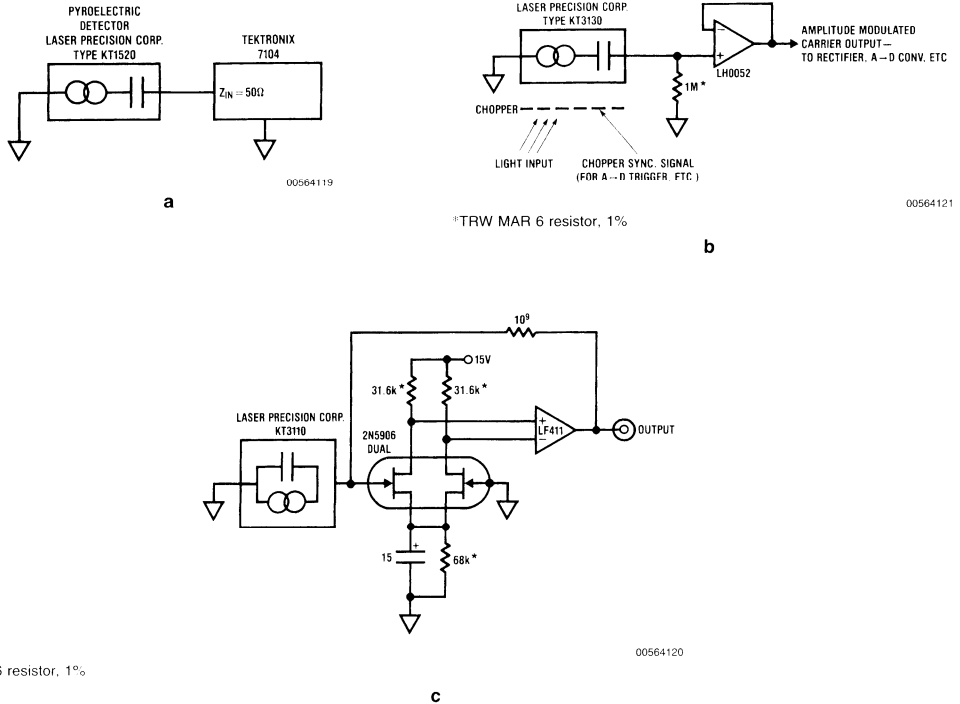 PYROELECTRIC
DETECTOR
LASER PRECISION CORP.
TYPE KT1520
TEKTRONIX
7104
ZIN = 50Ω
00564119
a
LASER PRECISION CORP.
TYPE KT3130
−
+
LH0052
AMPLITUDE MODULATED
CARRIER OUTPUT—
TO RECTIFIER, A→D CONV, ETC
1M*
CHOPPER
LIGHT INPUT
CHOPPER SYNC. SIGNAL
(FOR A→D TRIGGER, ETC.)
00564121
*TRW MAR 6 resistor, 1%
b
10⁹
15V
31.6k*
31.6k*
LASER PRECISION CORP.
KT3110
2N5906
DUAL
+
LF411
−
OUTPUT
+
15
68k*
00564120
6 resistor, 1%
c